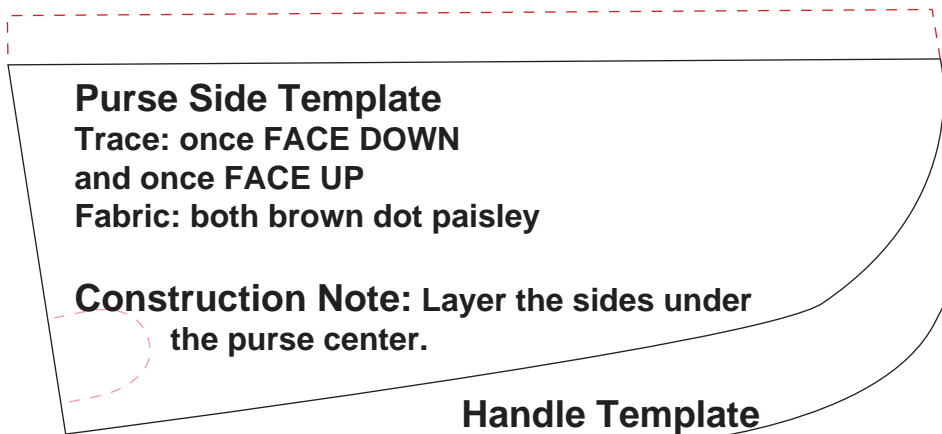 Purse Side Template
Trace: once FACE DOWN
and once FACE UP
Fabric: both brown dot paisley
Construction Note: Layer the sides under
the purse center.
Handle Template